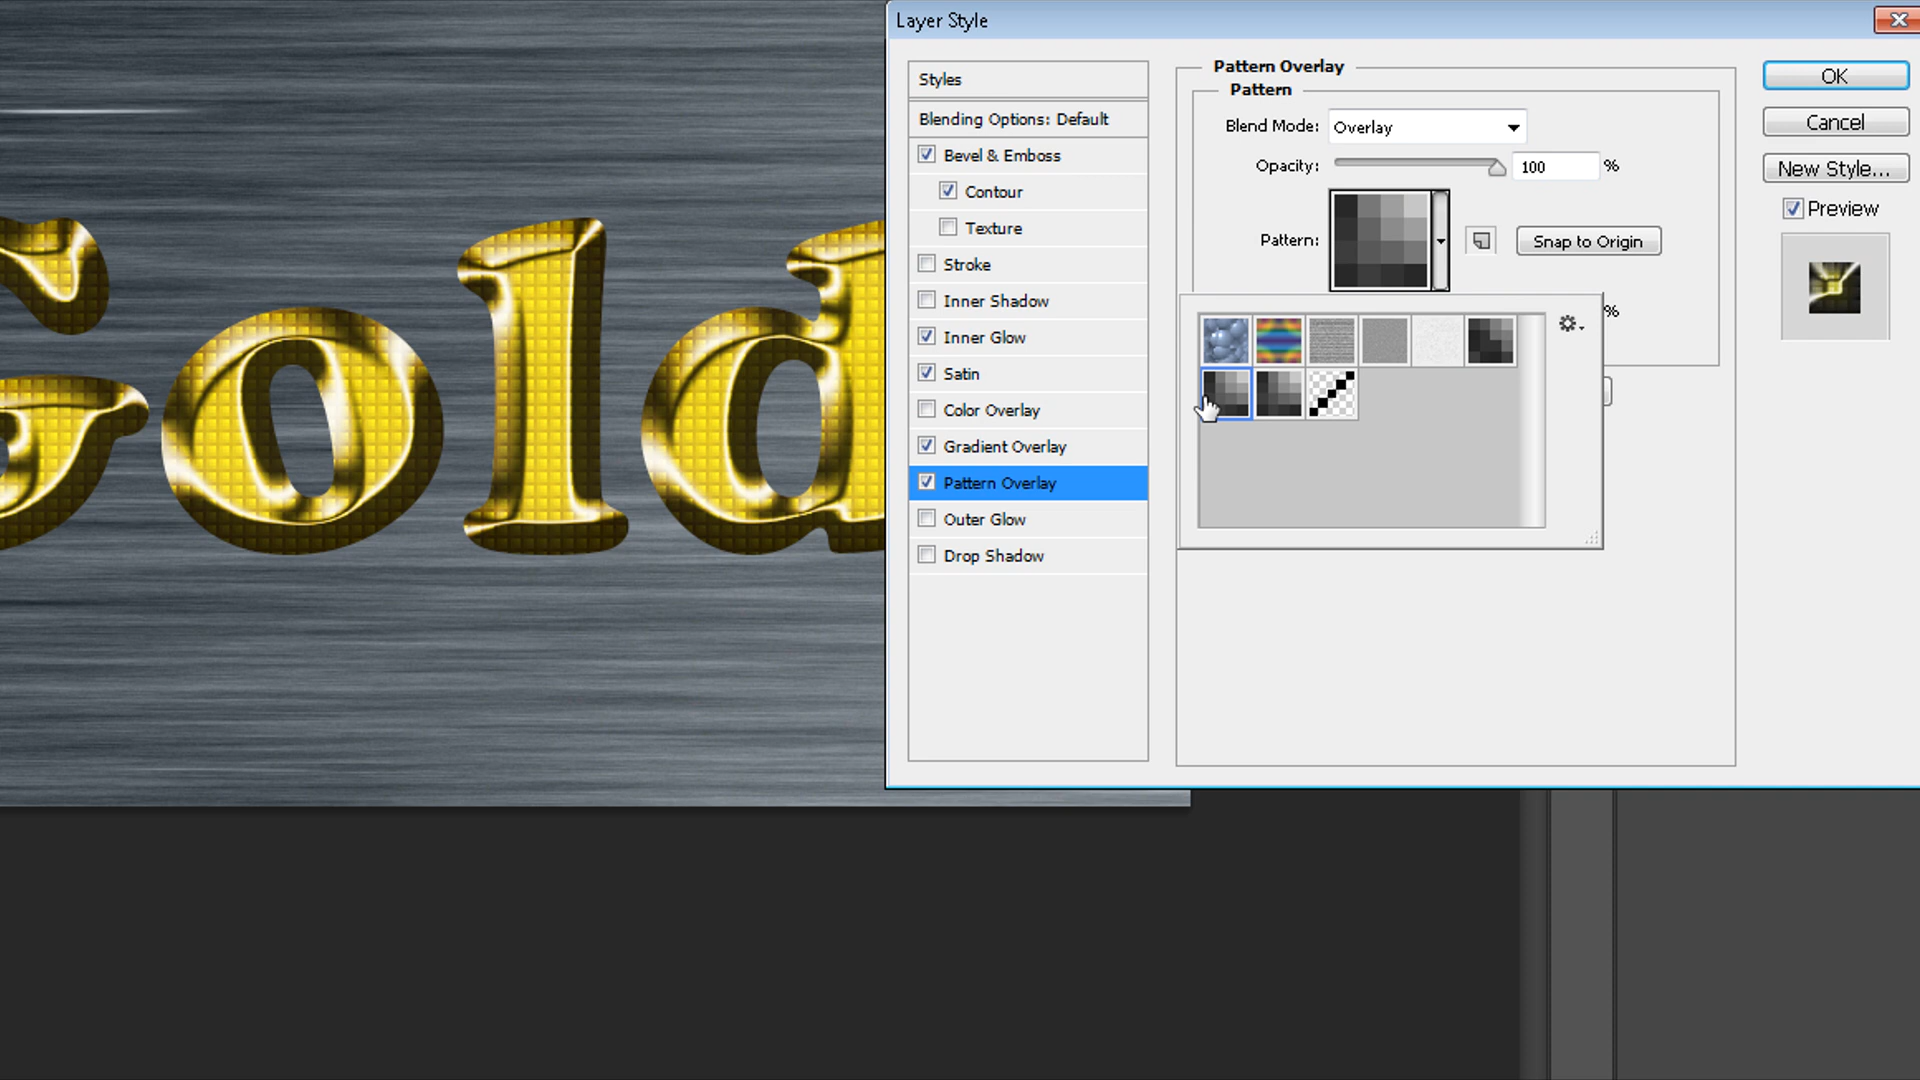 Layer Style
Styles
Blending Options: Default
Bevel & Emboss
Contour
Texture
Stroke
Inner Shadow
Inner Glow
Satin
Color Overlay
Gradient Overlay
Pattern Overlay
Outer Glow
Drop Shadow
Pattern Overlay
Pattern
Blend Mode: Overlay
Opacity: 100 %
Pattern: Snap to Origin
%
OK
Cancel
New Style...
Preview
Gold